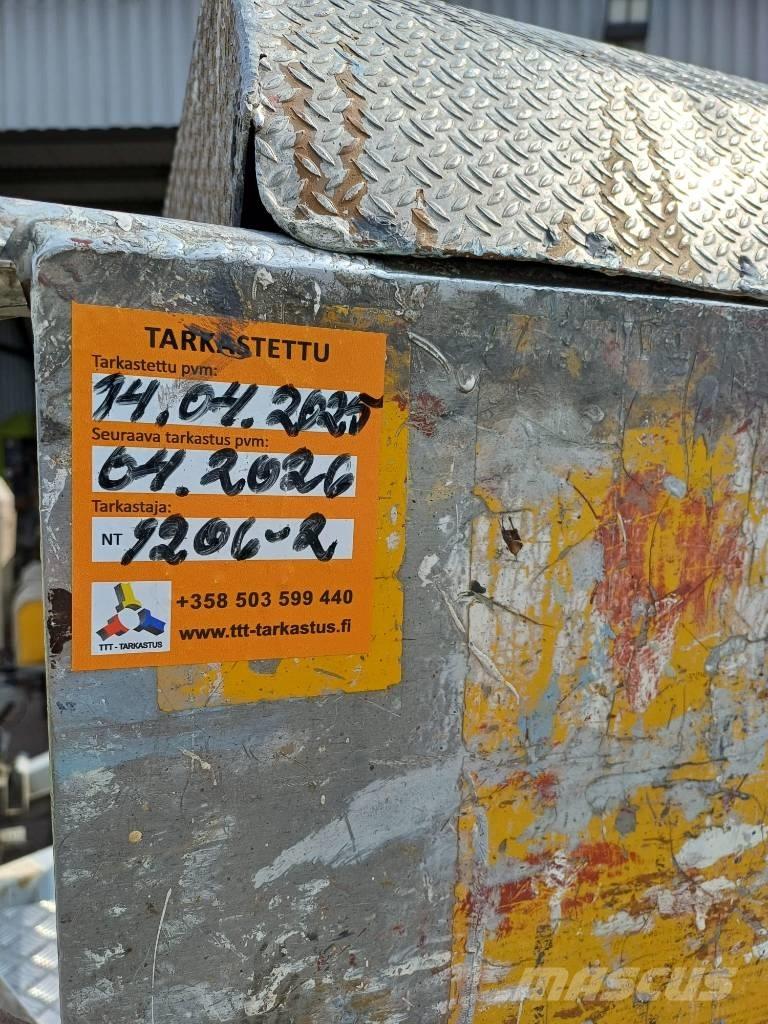 TARKASTETTU
Tarkastettu pvm:
14.04.2025
Seuraava tarkastus pvm:
04.2026
Tarkastaja:
NT 9206-2
TTT - TARKASTUS
+358 503 599 440
www.ttt-tarkastus.fi
MASCUS